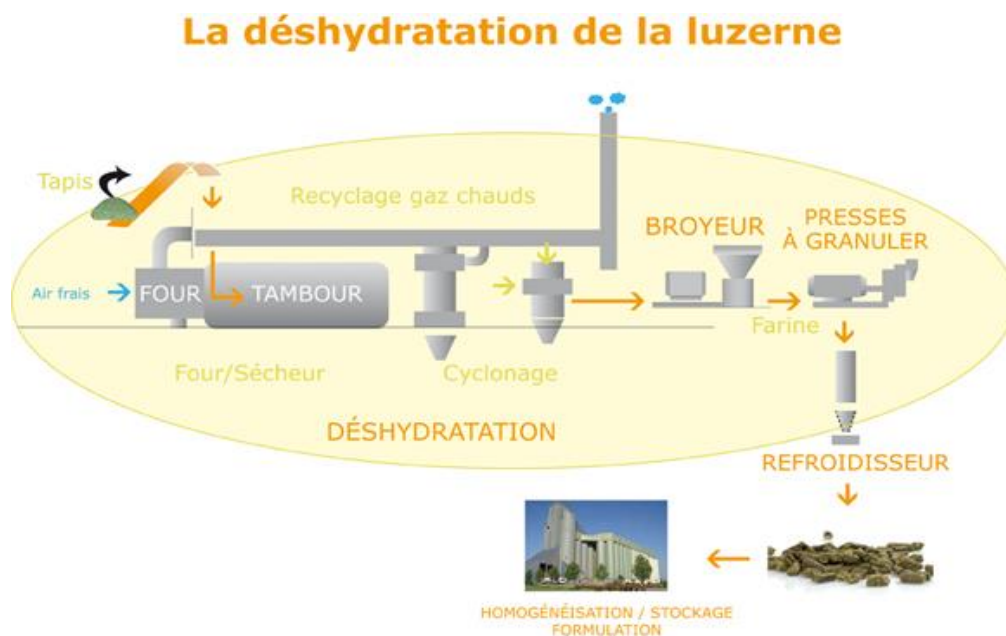 La déshydratation de la luzerne
Tapis
Recyclage gaz chauds
BROYEUR
PRESSES
À GRANULER
Air frais
FOUR
TAMBOUR
Farine
Four/Sécheur
Cyclonage
DÉSHYDRATATION
REFROIDISSEUR
HOMOGÉNÉISATION / STOCKAGE
FORMULATION